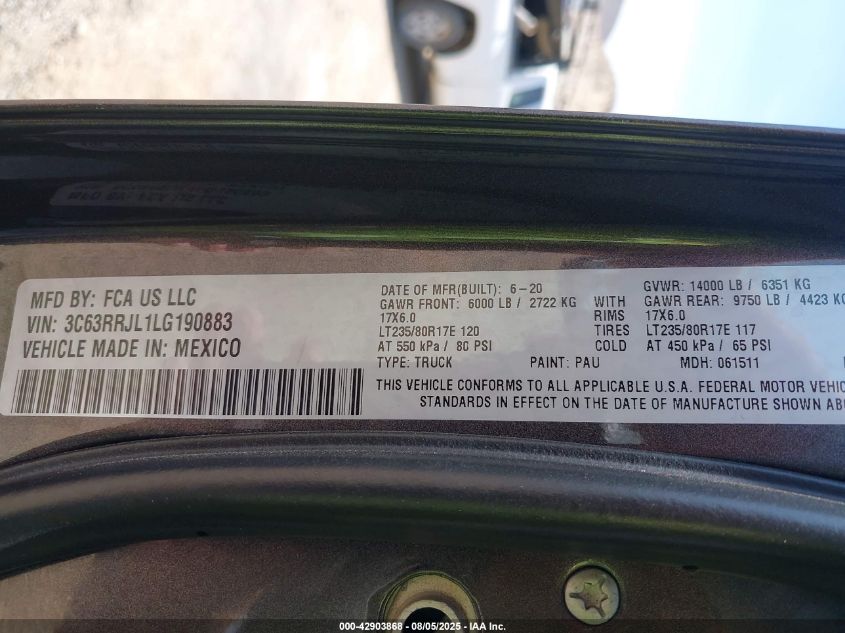 MFD BY: FCA US LLC
VIN: 3C63RRJL1LG190883
VEHICLE MADE IN: MEXICO
DATE OF MFR(BUILT): 6-20 GVWR: 14000 LB / 6351 KG
GAWR FRONT: 6000 LB / 2722 KG WITH GAWR REAR: 9750 LB / 4423 KG
17X6.0 RIMS 17X6.0
LT235/80R17E 120 TIRES LT235/80R17E 117
AT 550 kPa / 80 PSI COLD AT 450 kPa / 65 PSI
TYPE: TRUCK PAINT: PAU MDH: 061511
THIS VEHICLE CONFORMS TO ALL APPLICABLE U.S.A. FEDERAL MOTOR VEHIC
STANDARDS IN EFFECT ON THE DATE OF MANUFACTURE SHOWN ABO
000-42903868 - 08/05/2025 - IAA Inc.